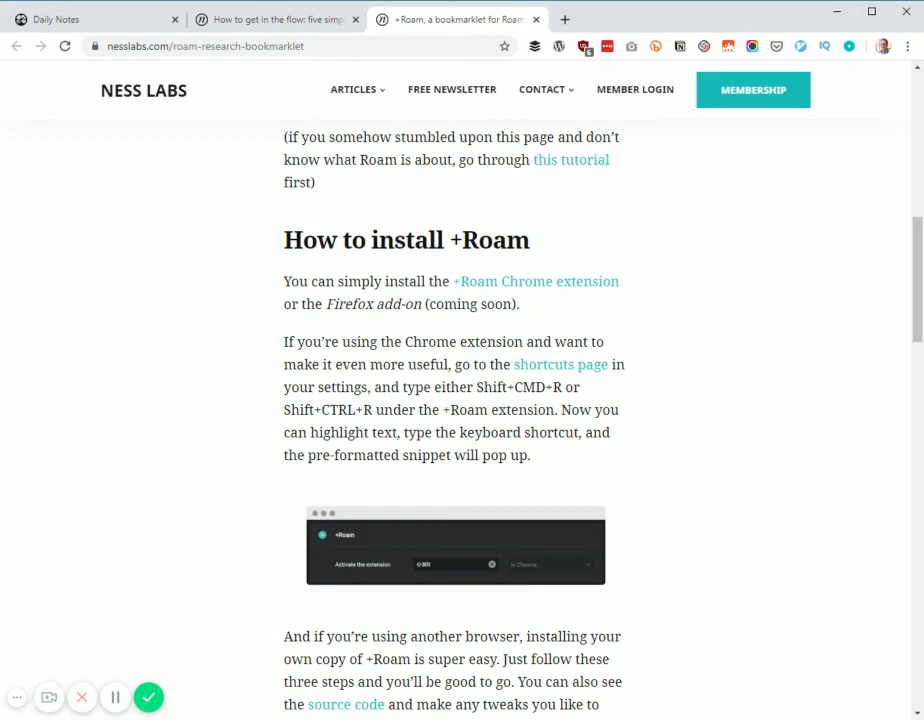 Daily Notes
How to get in the flow: five simp
+Roam, a bookmarklet for Roam
nesslabs.com/roam-research-bookmarklet
6
IQ
NESS LABS
ARTICLES
FREE NEWSLETTER
CONTACT
MEMBER LOGIN
MEMBERSHIP
(if you somehow stumbled upon this page and don’t
know what Roam is about, go through this tutorial
first)
How to install +Roam
You can simply install the +Roam Chrome extension
or the Firefox add-on (coming soon).
If you’re using the Chrome extension and want to
make it even more useful, go to the shortcuts page in
your settings, and type either Shift+CMD+R or
Shift+CTRL+R under the +Roam extension. Now you
can highlight text, type the keyboard shortcut, and
the pre-formatted snippet will pop up.
+Roam
Activate the extension
⇧⌘R
In Chrome
And if you’re using another browser, installing your
own copy of +Roam is super easy. Just follow these
three steps and you’ll be good to go. You can also see
the source code and make any tweaks you like to